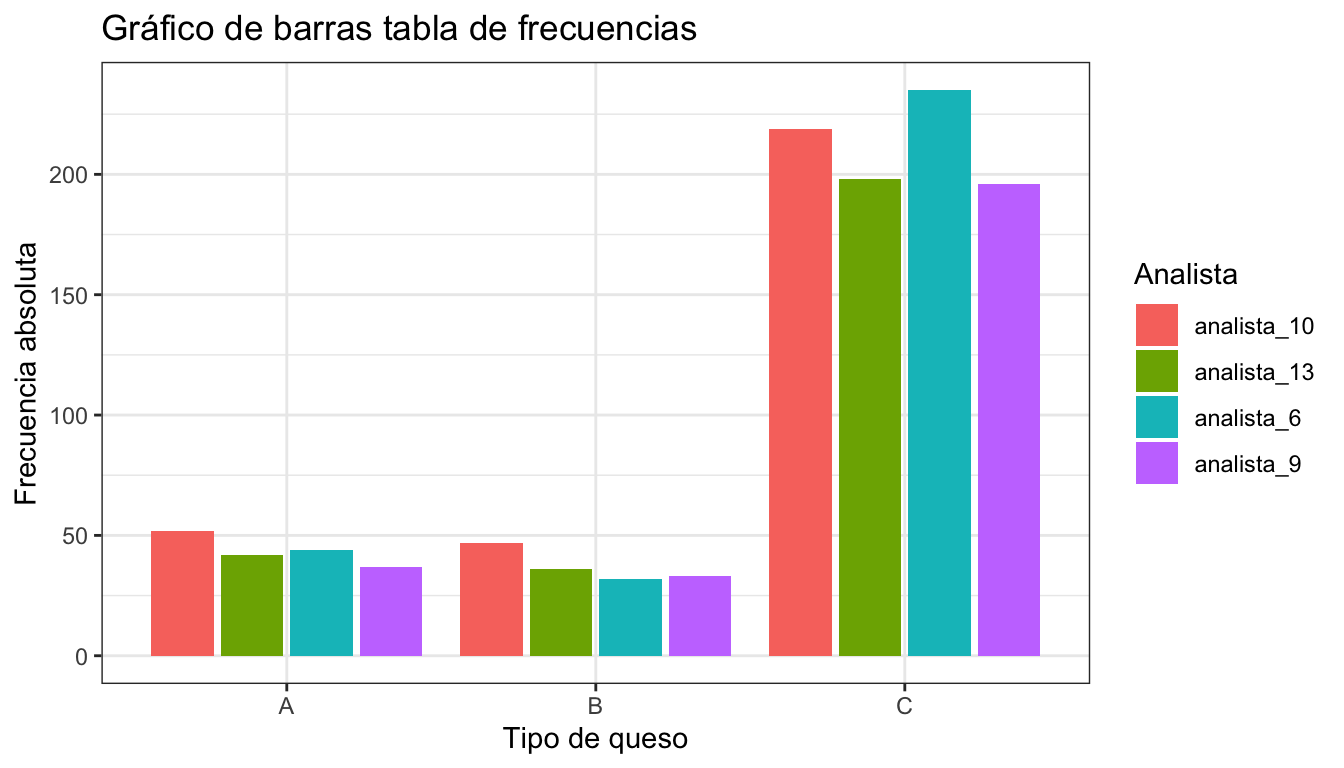 Gráfico de barras tabla de frecuencias
Frecuencia absoluta
200
150
100
50
0
A B C
Tipo de queso
Analista
analista_10
analista_13
analista_6
analista_9